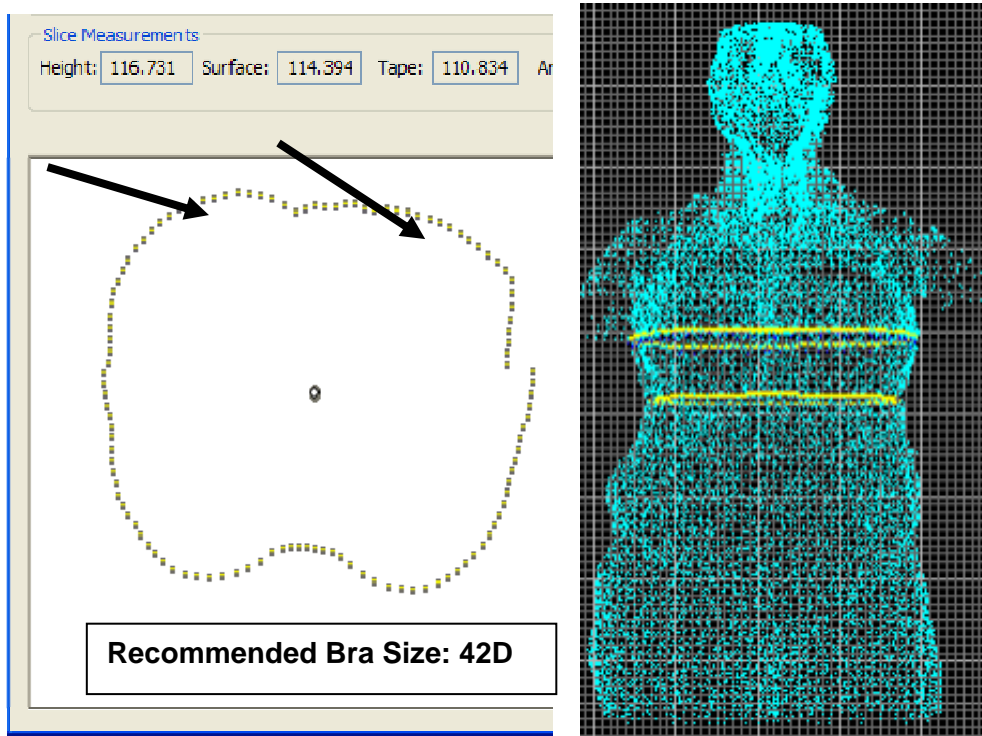 Slice Measurements
Height: 116.731 Surface: 114.394 Tape: 110.834
Recommended Bra Size: 42D